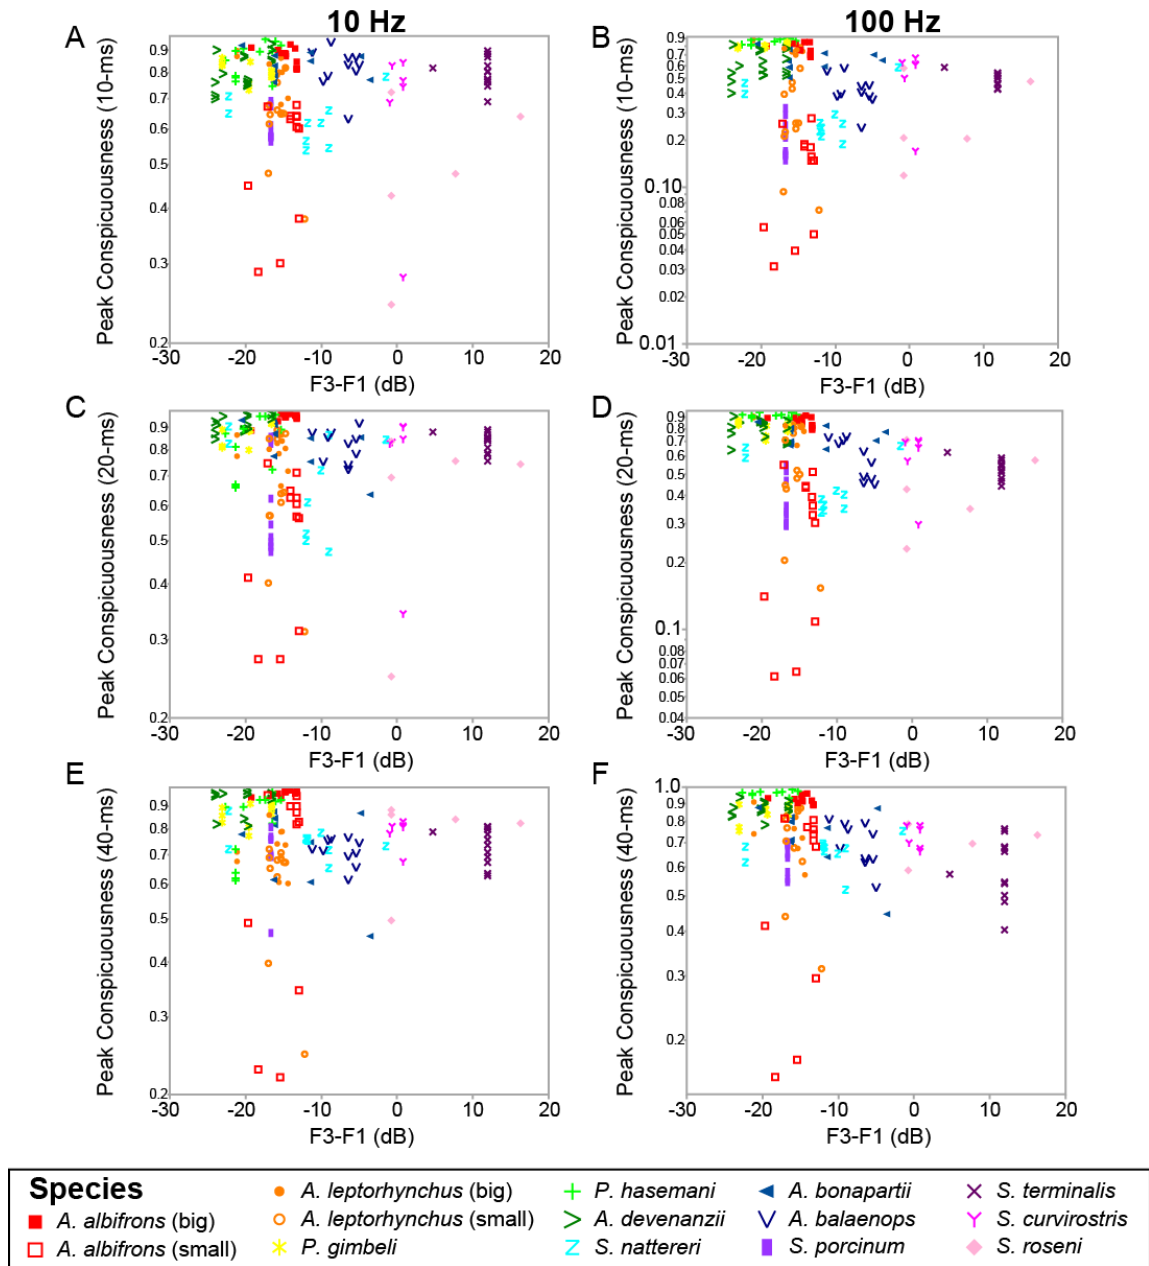 10 Hz
100 Hz
A
Peak Conspicuousness (10-ms)
0.9
0.8
0.7
0.6
0.5
0.4
0.3
0.2
-30
-20
-10
0
10
20
F3-F1 (dB)
B
Peak Conspicuousness (10-ms)
0.9
0.7
0.6
0.5
0.4
0.3
0.2
0.10
0.08
0.06
0.05
0.04
0.03
0.02
0.01
-30
-20
-10
0
10
20
F3-F1 (dB)
C
Peak Conspicuousness (20-ms)
0.9
0.8
0.7
0.6
0.5
0.4
0.3
0.2
-30
-20
-10
0
10
20
F3-F1 (dB)
D
Peak Conspicuousness (20-ms)
0.9
0.8
0.7
0.6
0.5
0.4
0.3
0.2
0.1
0.08
0.07
0.06
0.05
0.04
-30
-20
-10
0
10
20
F3-F1 (dB)
E
Peak Conspicuousness (40-ms)
0.9
0.8
0.7
0.6
0.5
0.4
0.3
0.2
-30
-20
-10
0
10
20
F3-F1 (dB)
F
Peak Conspicuousness (40-ms)
1.0
0.9
0.8
0.7
0.6
0.5
0.4
0.3
0.2
-30
-20
-10
0
10
20
F3-F1 (dB)
Species
A. albifrons (big)
A. albifrons (small)
A. leptorhynchus (big)
A. leptorhynchus (small)
P. gimbeli
P. hasemani
A. devenanzii
S. nattereri
A. bonapartii
A. balaenops
S. porcinum
S. terminalis
S. curvirostris
S. roseni